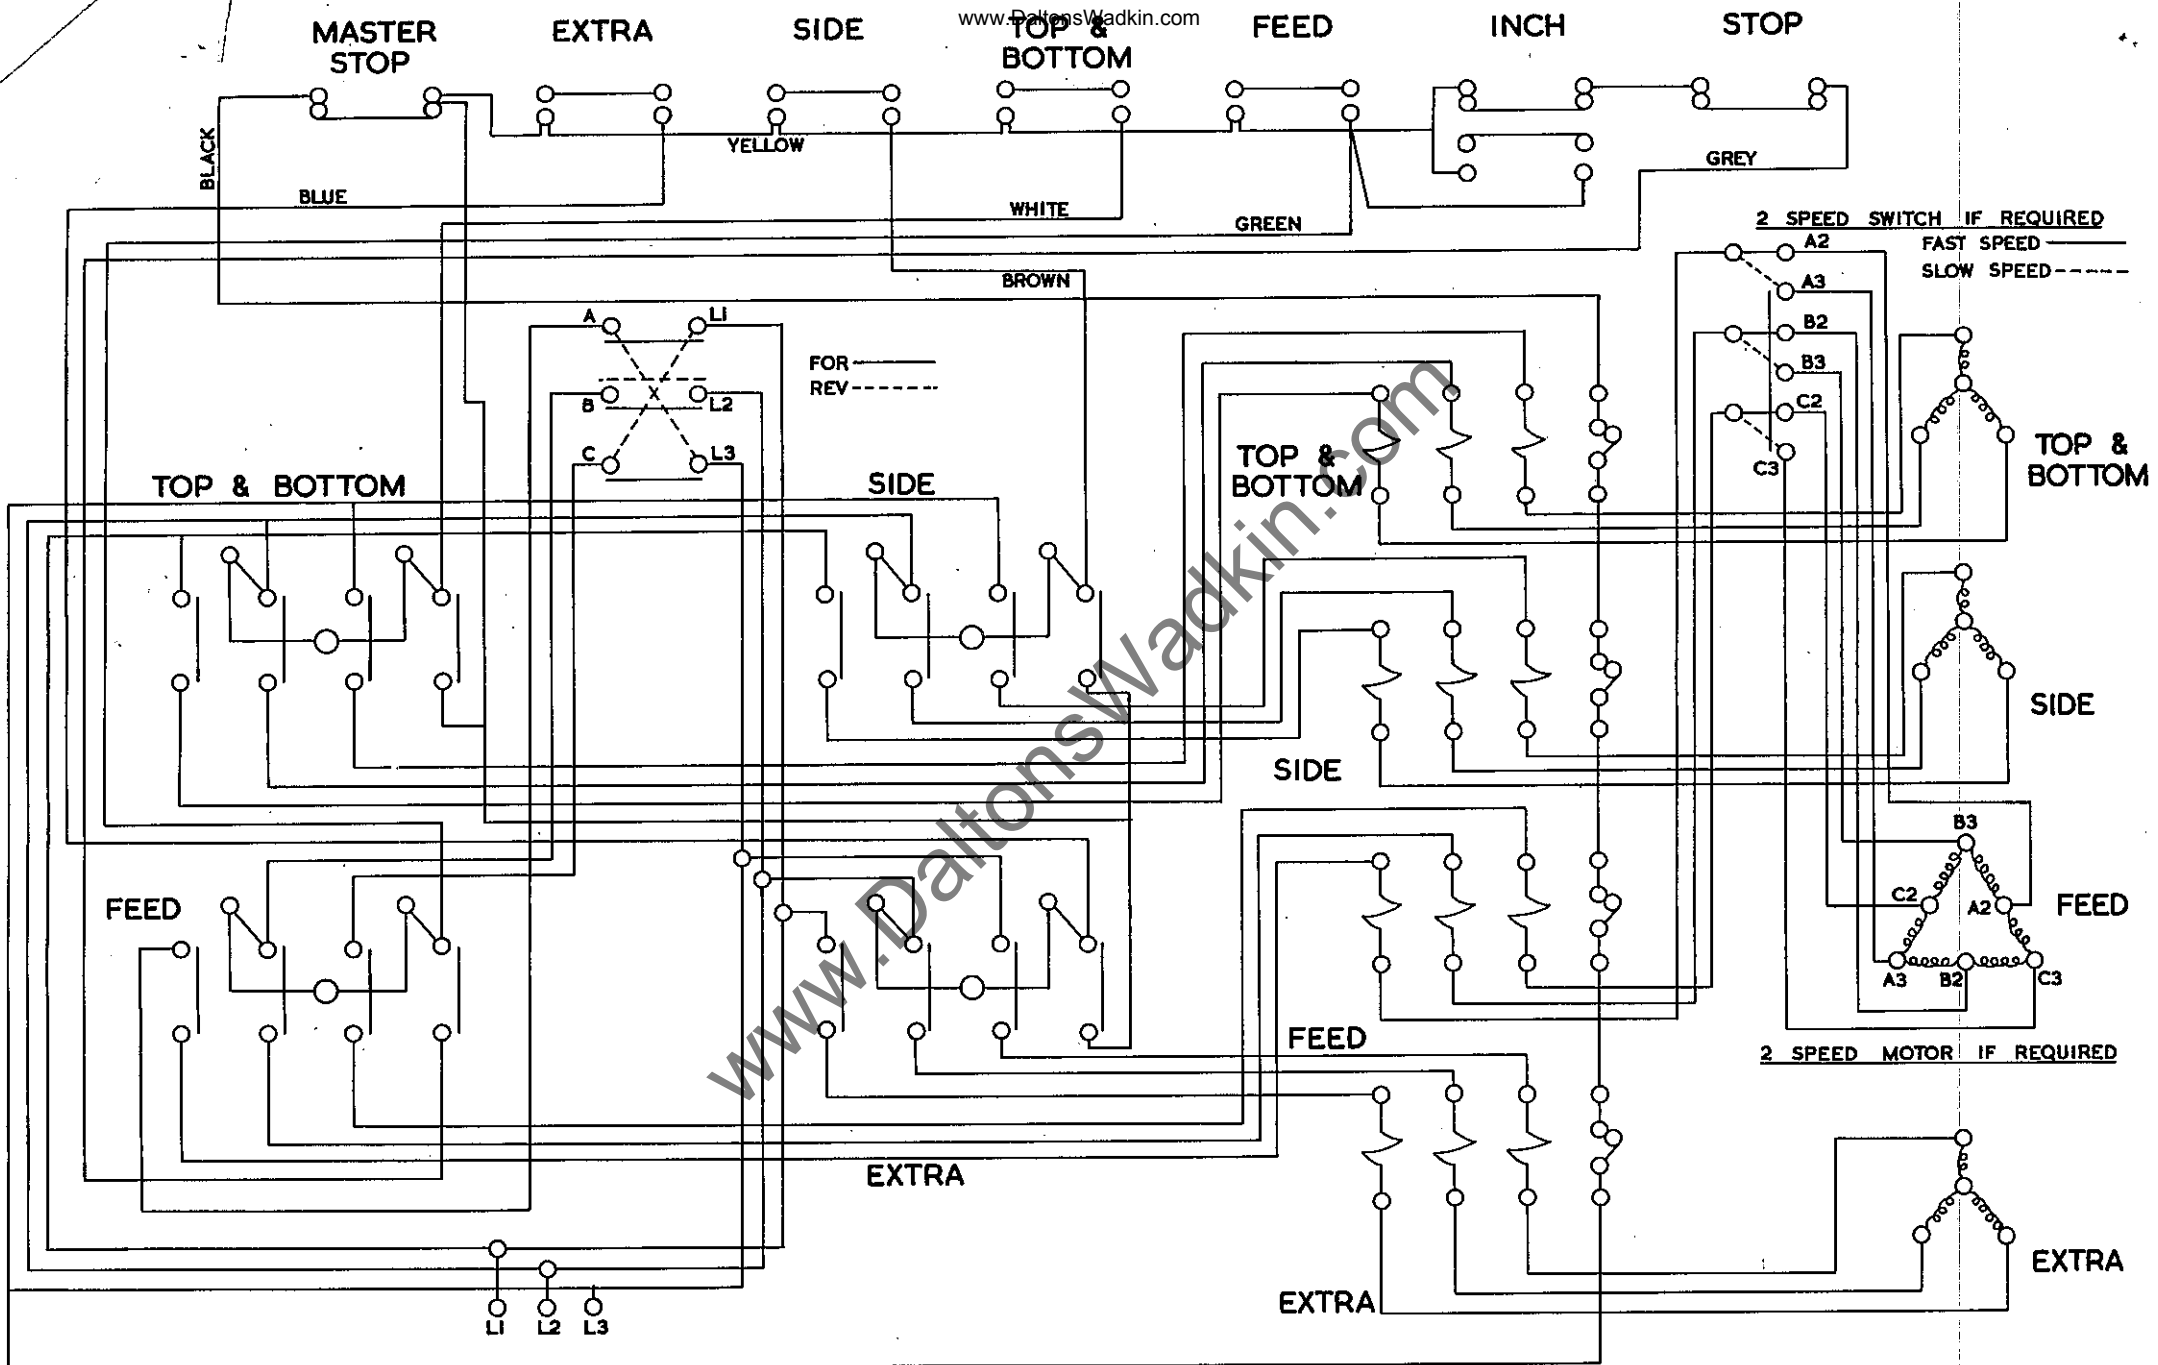 www.DaltonsWadkin.com
MASTER STOP
EXTRA
SIDE
TOP & BOTTOM
FEED
INCH
STOP
BLACK
YELLOW
GREY
BLUE
WHITE
GREEN
BROWN
2 SPEED SWITCH IF REQUIRED
FAST SPEED
SLOW SPEED
A2
A3
B2
B3
C2
C3
A
L1
B
L2
C
L3
FOR
REV
TOP & BOTTOM
SIDE
TOP & BOTTOM
TOP & BOTTOM
SIDE
SIDE
FEED
B3
C2
A2
A3
B2
C3
FEED
FEED
2 SPEED MOTOR IF REQUIRED
EXTRA
EXTRA
EXTRA
L1
L2
L3
www.DaltonsWadkin.com